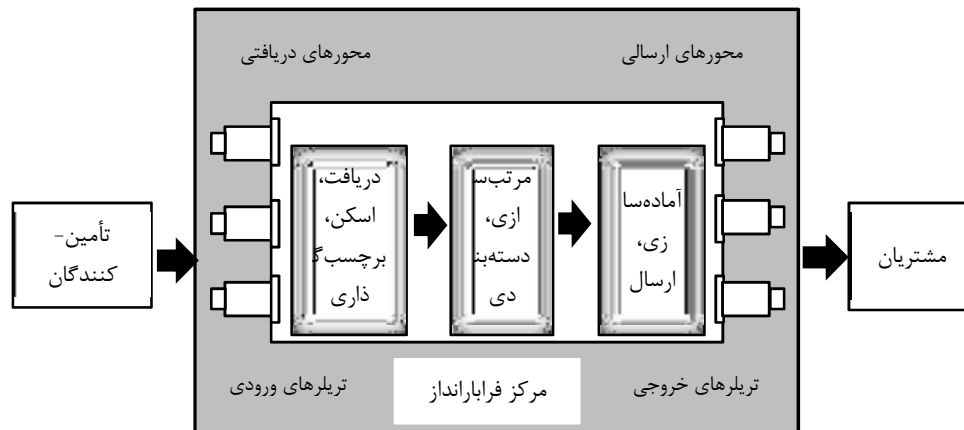 محورهای دریافتی
محورهای ارسالی
تأمین-
کنندگان
دریافت،
اسکن،
برچسب‌گ
ذاری
مرتب‌س
ازی،
دسته‌بن
دی
آماده‌سا
زی،
ارسال
مشتریان
تریلرهای ورودی
مرکز فراباراانداز
تریلرهای خروجی